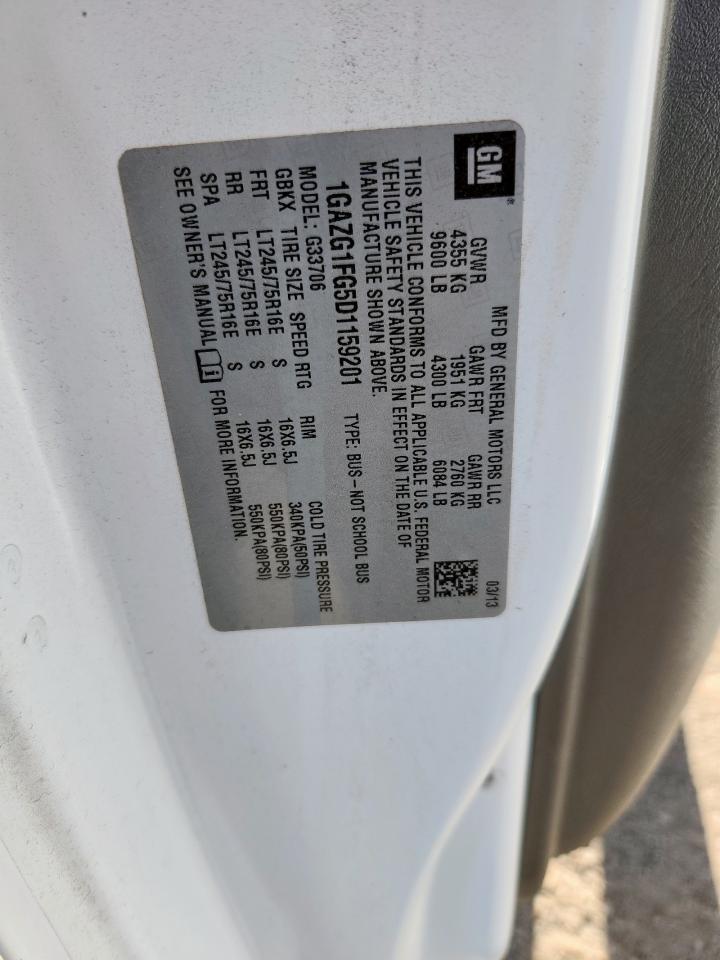 GM
MFD BY GENERAL MOTORS LLC 03/13
GVWR GAWR FRT GAWR RR
4355 KG 1951 KG 2760 KG
9600 LB 4300 LB 6084 LB
THIS VEHICLE CONFORMS TO ALL APPLICABLE U.S. FEDERAL MOTOR
VEHICLE SAFETY STANDARDS IN EFFECT ON THE DATE OF
MANUFACTURE SHOWN ABOVE.
1GAZG1FG5D1159201 TYPE: BUS – NOT SCHOOL BUS
MODEL: G33706
GBKX TIRE SIZE SPEED RTG RIM COLD TIRE PRESSURE
FRT LT245/75R16E S 16X6.5J 340KPA(50PSI)
RR LT245/75R16E S 16X6.5J 550KPA(80PSI)
SPA LT245/75R16E S 16X6.5J 550KPA(80PSI)
SEE OWNER'S MANUAL i FOR MORE INFORMATION.